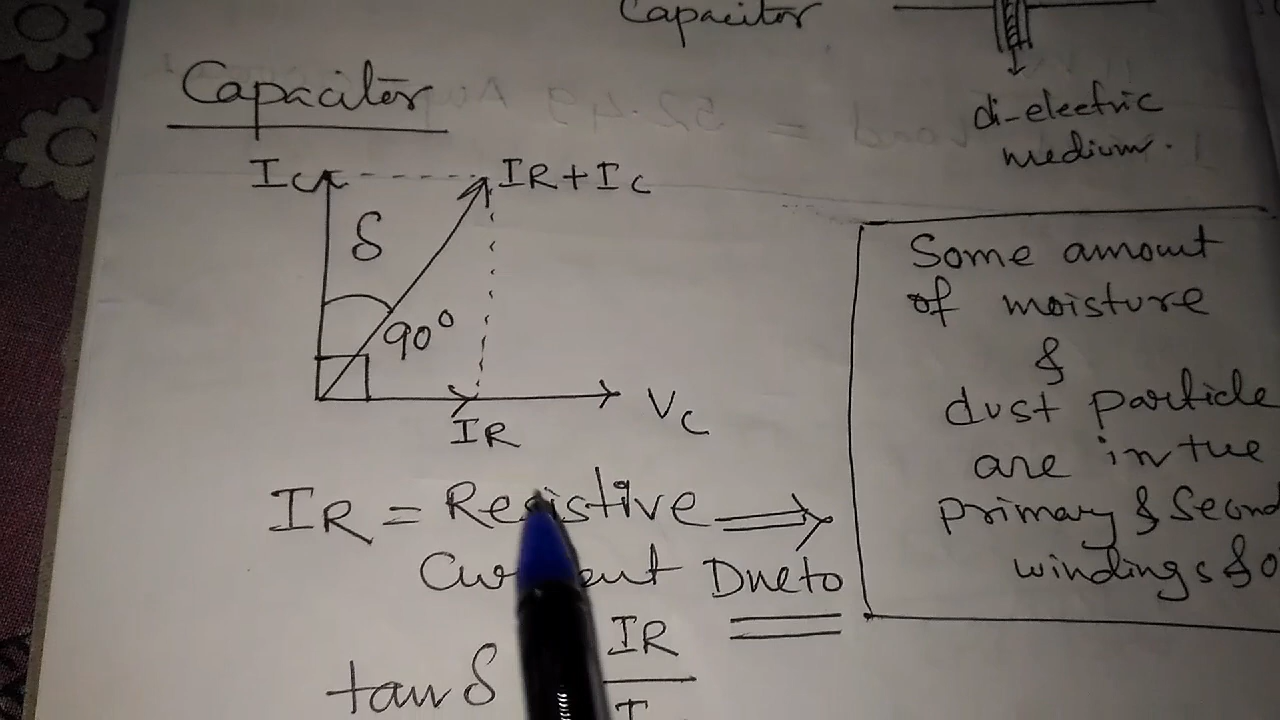 Capacitor
Capacitor
di-electric
medium.
Ic
IR+Ic
δ
90°
Vc
IR
IR = Resistive
Current Due to
tan δ
IR
I
Some amount
of moisture
&
dust particle
are in the
primary & Second
windings & O